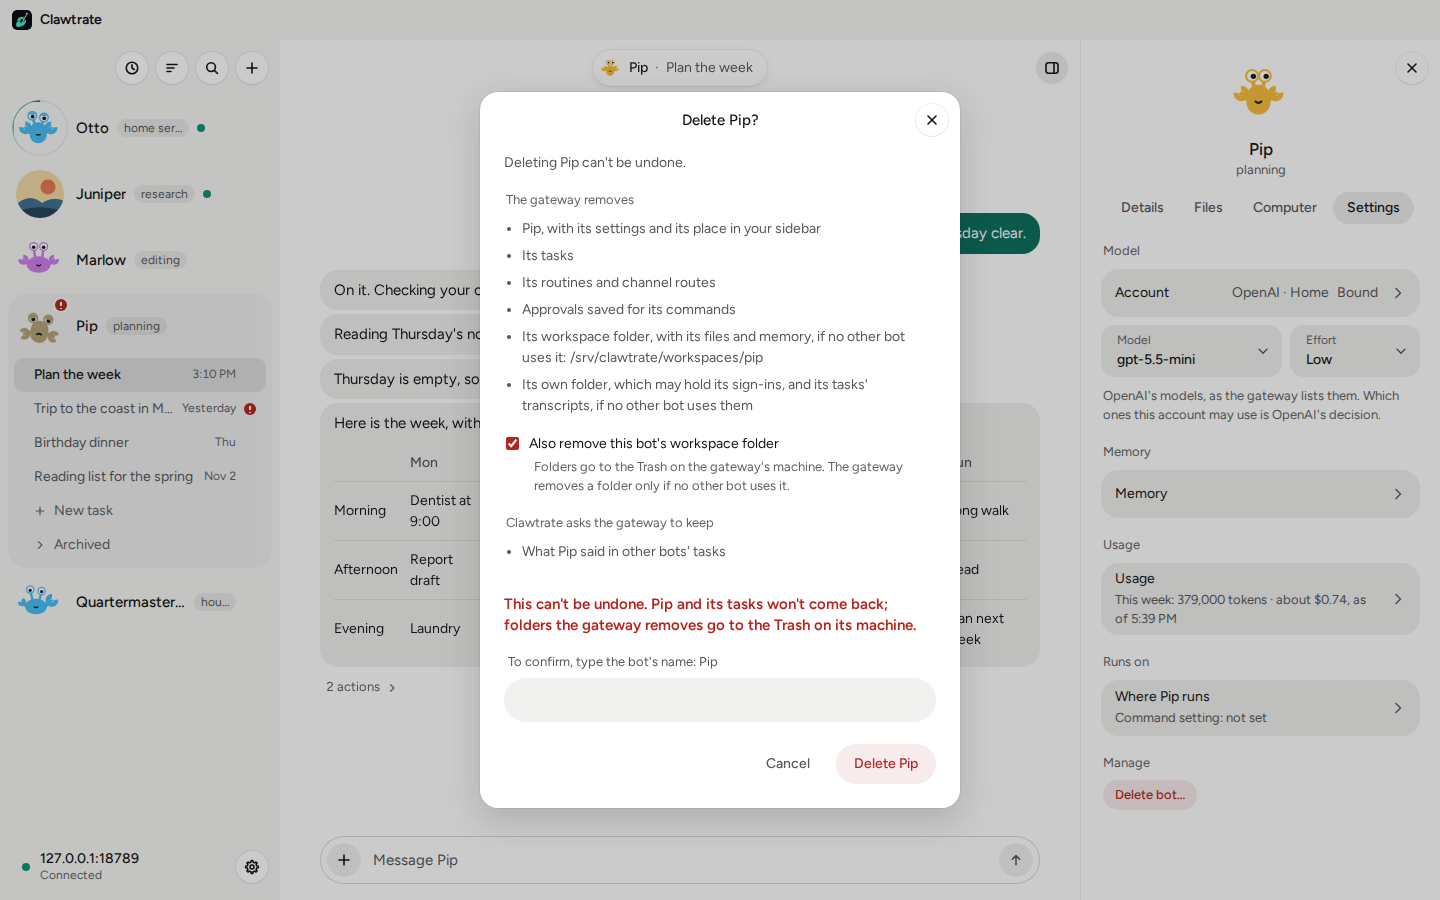 Clawtrate
Otto home ser...
Juniper research
Marlow editing
Pip planning
Plan the week 3:10 PM
Trip to the coast in M... Yesterday
Birthday dinner Thu
Reading list for the spring Nov 2
New task
Archived
Quartermaster... hou...
127.0.0.1:18789
Connected
Pip · Plan the week
sday clear.
On it. Checking your c
Reading Thursday's no
Thursday is empty, so
Here is the week, with
Mon
Morning Dentist at
9:00
ong walk
Afternoon Report
draft
ead
Evening Laundry
an next
eek
2 actions
Message Pip
Delete Pip?
Deleting Pip can't be undone.
The gateway removes
• Pip, with its settings and its place in your sidebar
• Its tasks
• Its routines and channel routes
• Approvals saved for its commands
• Its workspace folder, with its files and memory, if no other bot
uses it: /srv/clawtrate/workspaces/pip
• Its own folder, which may hold its sign-ins, and its tasks'
transcripts, if no other bot uses them
Also remove this bot's workspace folder
Folders go to the Trash on the gateway's machine. The gateway
removes a folder only if no other bot uses it.
Clawtrate asks the gateway to keep
• What Pip said in other bots' tasks
This can't be undone. Pip and its tasks won't come back;
folders the gateway removes go to the Trash on its machine.
To confirm, type the bot's name: Pip
Cancel Delete Pip
Pip
planning
Details Files Computer Settings
Model
Account OpenAI · Home Bound
Model
gpt-5.5-mini
Effort
Low
OpenAI's models, as the gateway lists them. Which
ones this account may use is OpenAI's decision.
Memory
Memory
Usage
Usage
This week: 379,000 tokens · about $0.74, as
of 5:39 PM
Runs on
Where Pip runs
Command setting: not set
Manage
Delete bot...